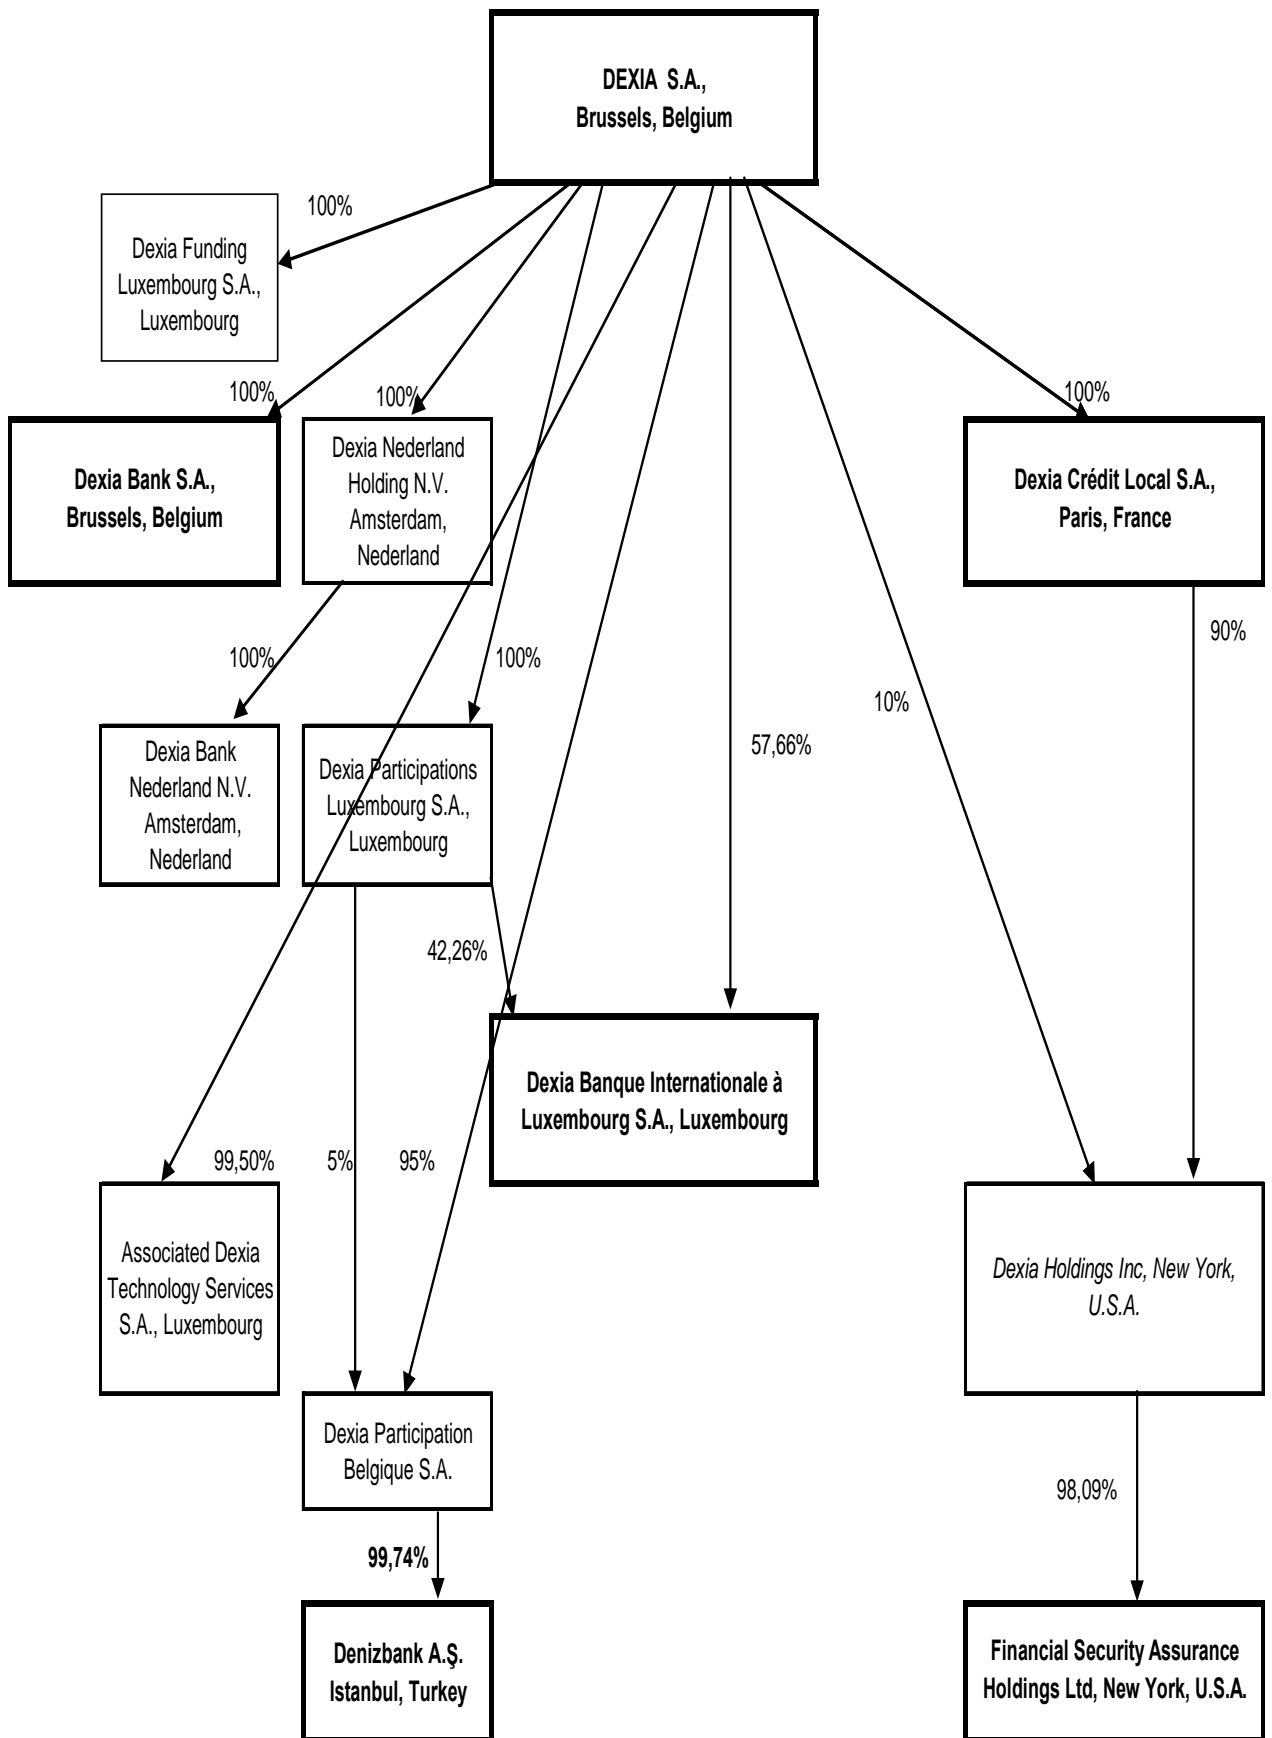 DEXIA S.A.,
Brussels, Belgium
100%
Dexia Funding
Luxembourg S.A.,
Luxembourg
100%
100%
100%
Dexia Bank S.A.,
Brussels, Belgium
Dexia Nederland
Holding N.V.
Amsterdam,
Nederland
Dexia Crédit Local S.A.,
Paris, France
90%
100%
100%
10%
57,66%
Dexia Bank
Nederland N.V.
Amsterdam,
Nederland
Dexia Participations
Luxembourg S.A.,
Luxembourg
42,26%
Dexia Banque Internationale à
Luxembourg S.A., Luxembourg
99,50%
5%
95%
Associated Dexia
Technology Services
S.A., Luxembourg
Dexia Holdings Inc, New York,
U.S.A.
Dexia Participation
Belgique S.A.
98,09%
99,74%
Denizbank A.Ş.
Istanbul, Turkey
Financial Security Assurance
Holdings Ltd, New York, U.S.A.